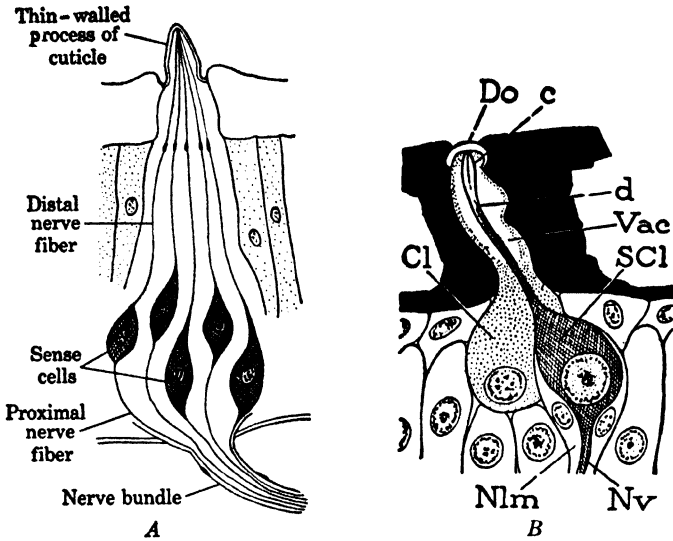 Thin-walled
process of
cuticle
Distal
nerve
fiber
Sense
cells
Proximal
nerve
fiber
Nerve bundle
A
Do c
d
Vac
Cl SCl
Nlm Nv
B